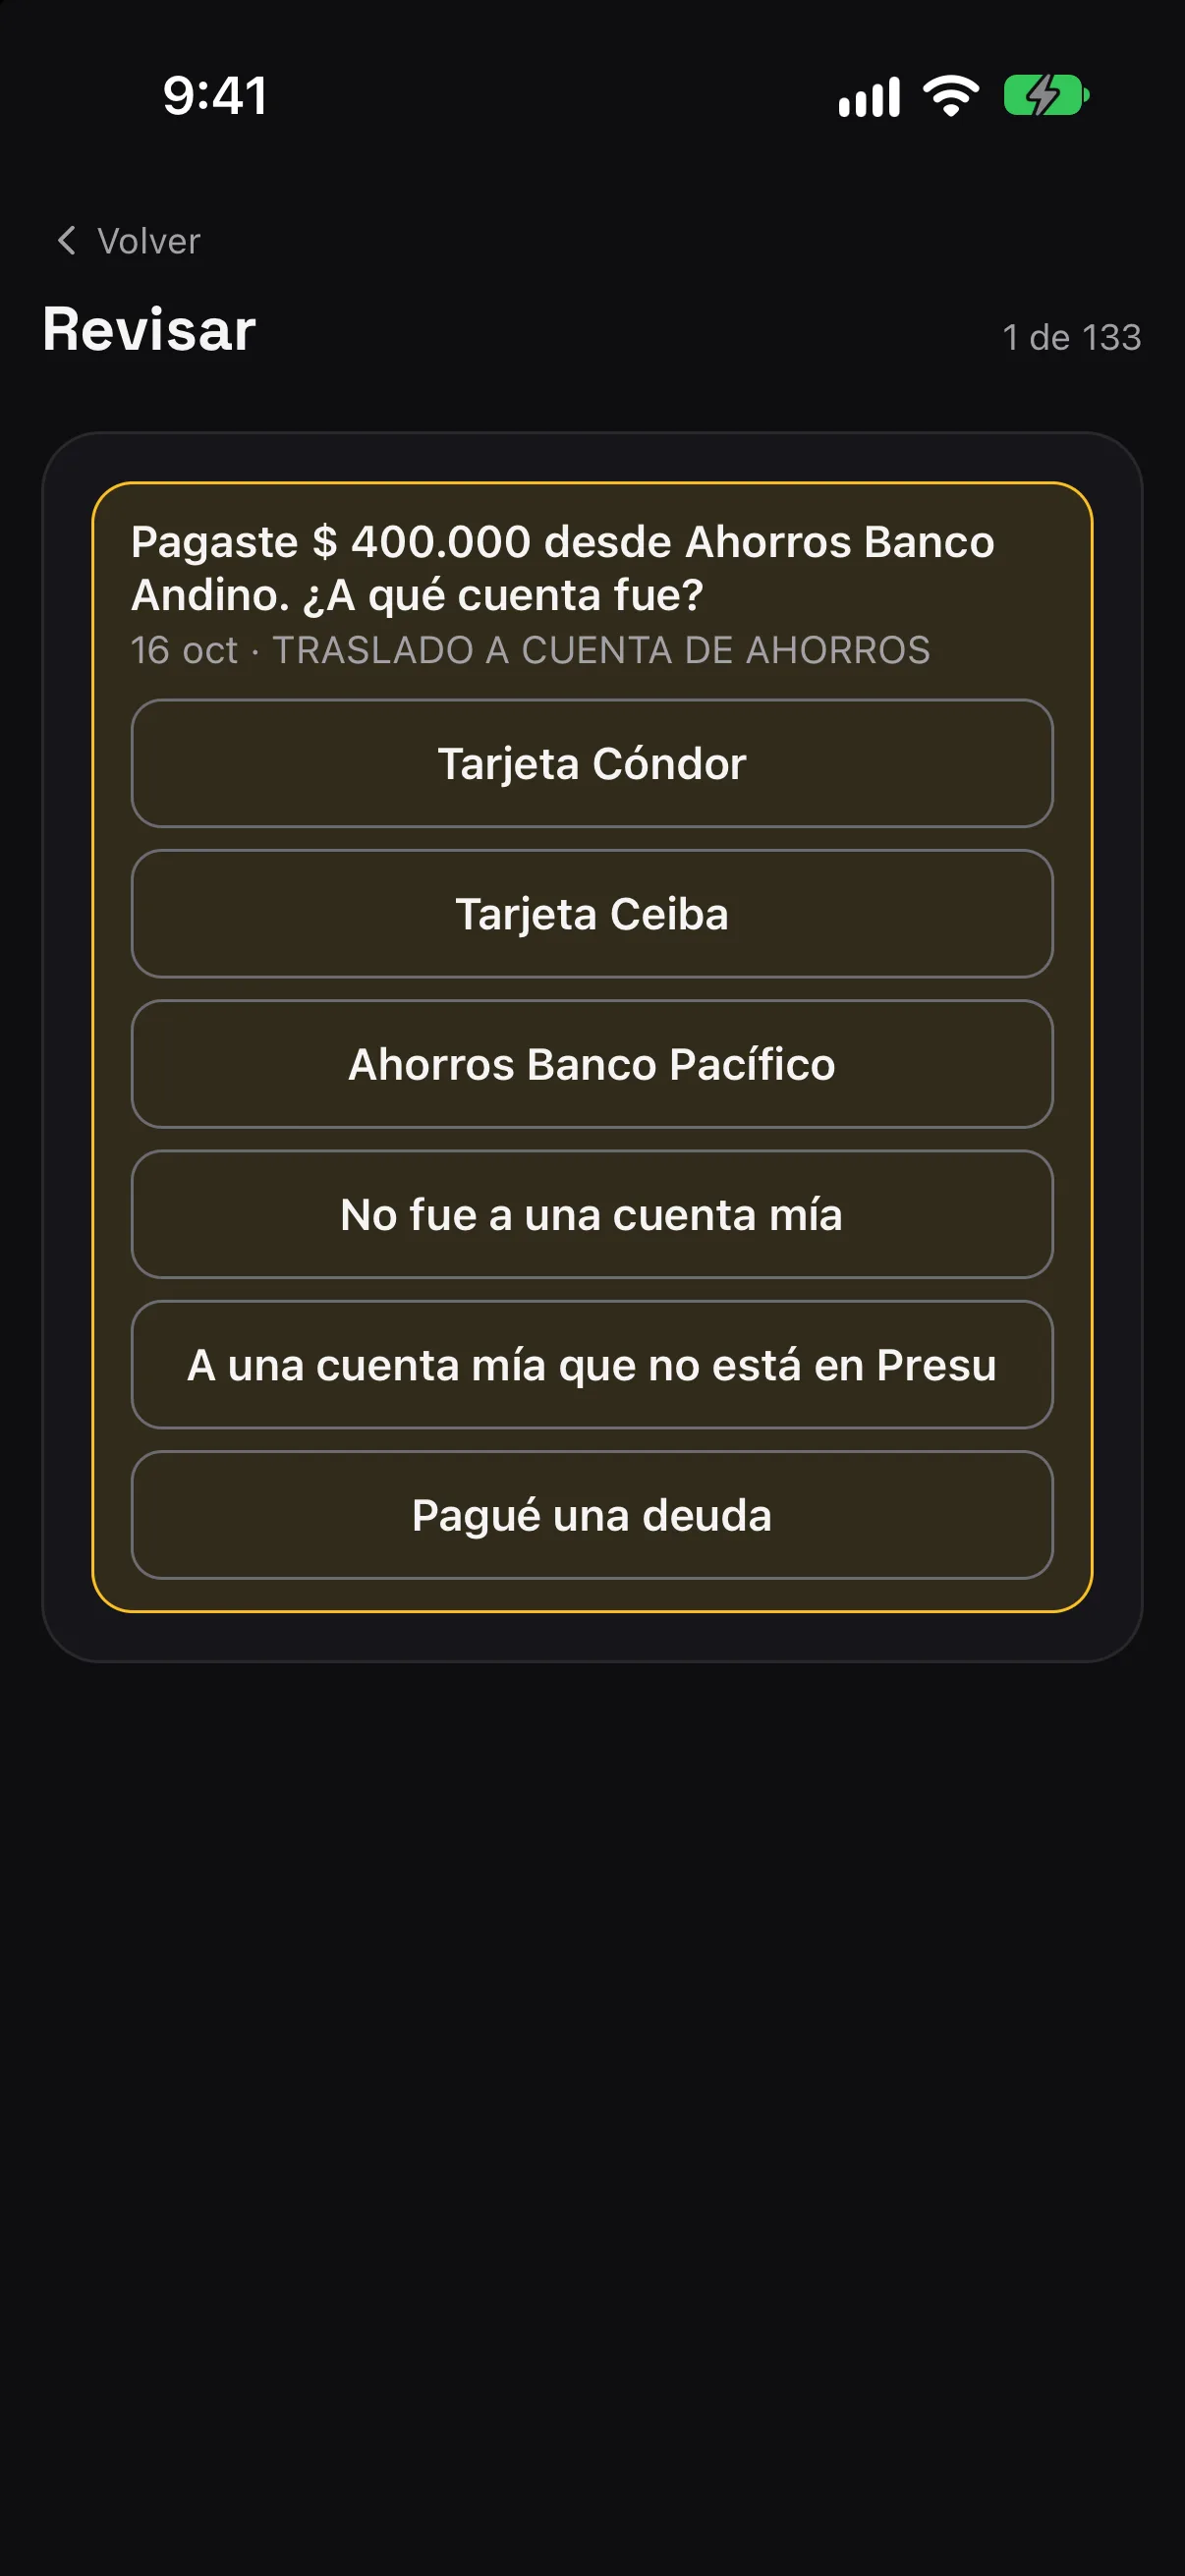 9:41
Volver
Revisar
1 de 133
Pagaste $ 400.000 desde Ahorros Banco
Andino. ¿A qué cuenta fue?
16 oct · TRASLADO A CUENTA DE AHORROS
Tarjeta Cóndor
Tarjeta Ceiba
Ahorros Banco Pacífico
No fue a una cuenta mía
A una cuenta mía que no está en Presu
Pagué una deuda